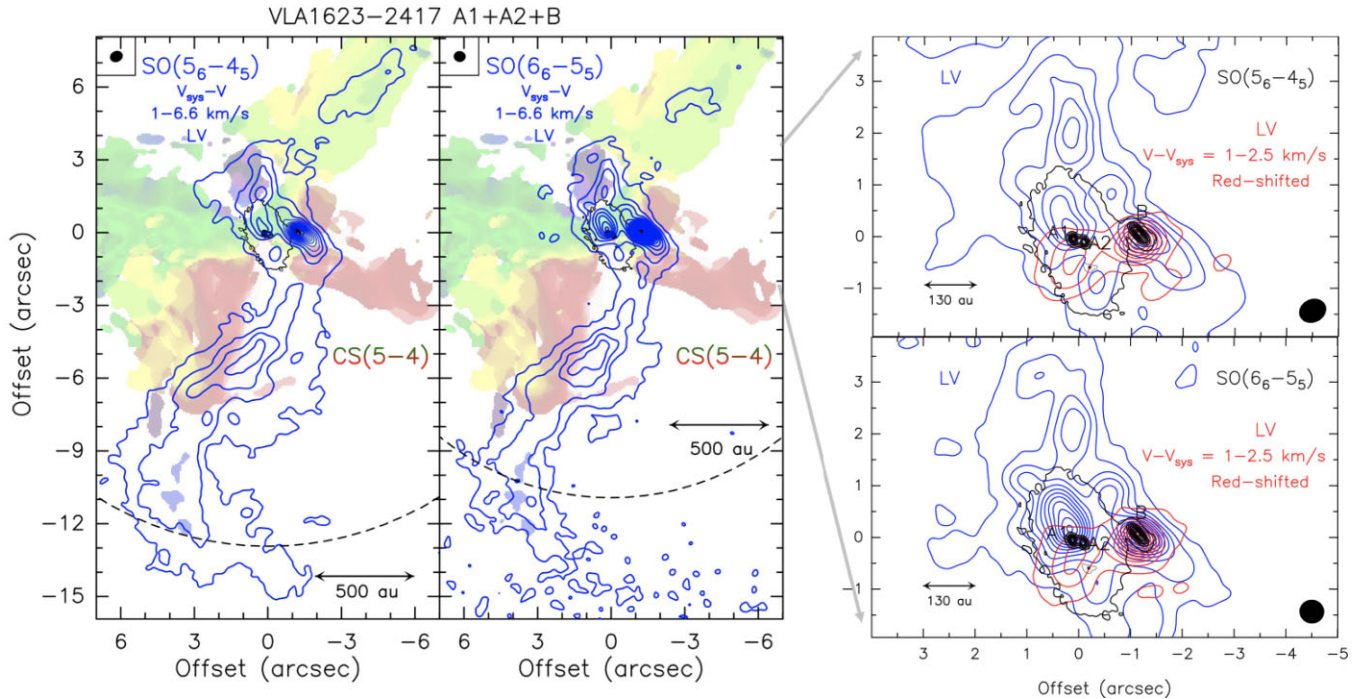 VLA1623−2417 A1+A2+B
SO(5₆−4₅)
V_sys−V
1−6.6 km/s
LV
CS(5−4)
500 au
6
3
0
−3
−6
−9
−12
−15
6 3 0 −3 −6
Offset (arcsec)
Offset (arcsec)
SO(6₆−5₅)
V_sys−V
1−6.6 km/s
LV
CS(5−4)
500 au
6 3 0 −3 −6
Offset (arcsec)
LV
SO(5₆−4₅)
LV
V−V_sys = 1−2.5 km/s
Red−shifted
B
A1
A2
130 au
3
2
1
0
−1
LV
SO(6₆−5₅)
LV
V−V_sys = 1−2.5 km/s
Red−shifted
B
A1
A2
130 au
3
2
1
0
−1
4 3 2 1 0 −1 −2 −3 −4 −5
Offset (arcsec)